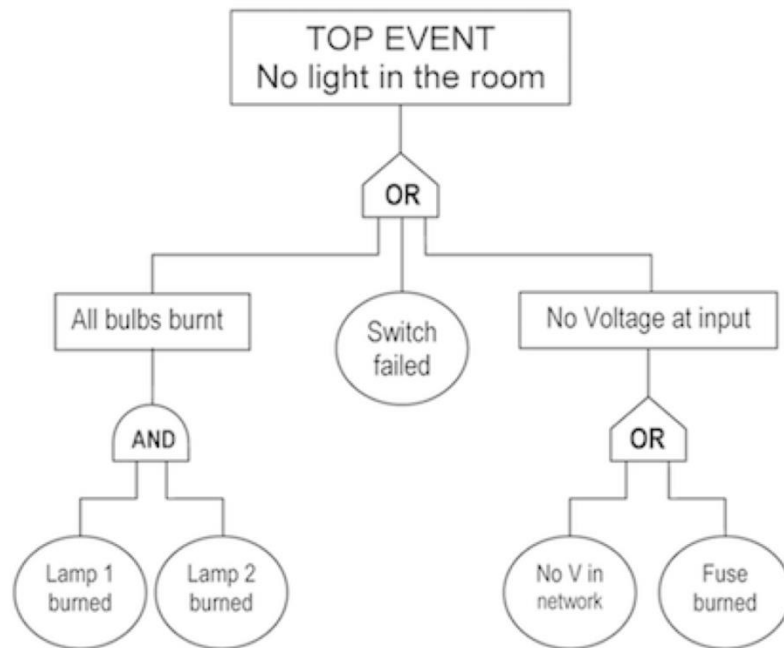 TOP EVENT
No light in the room
OR
All bulbs burnt
Switch
failed
No Voltage at input
AND
OR
Lamp 1
burned
Lamp 2
burned
No V in
network
Fuse
burned